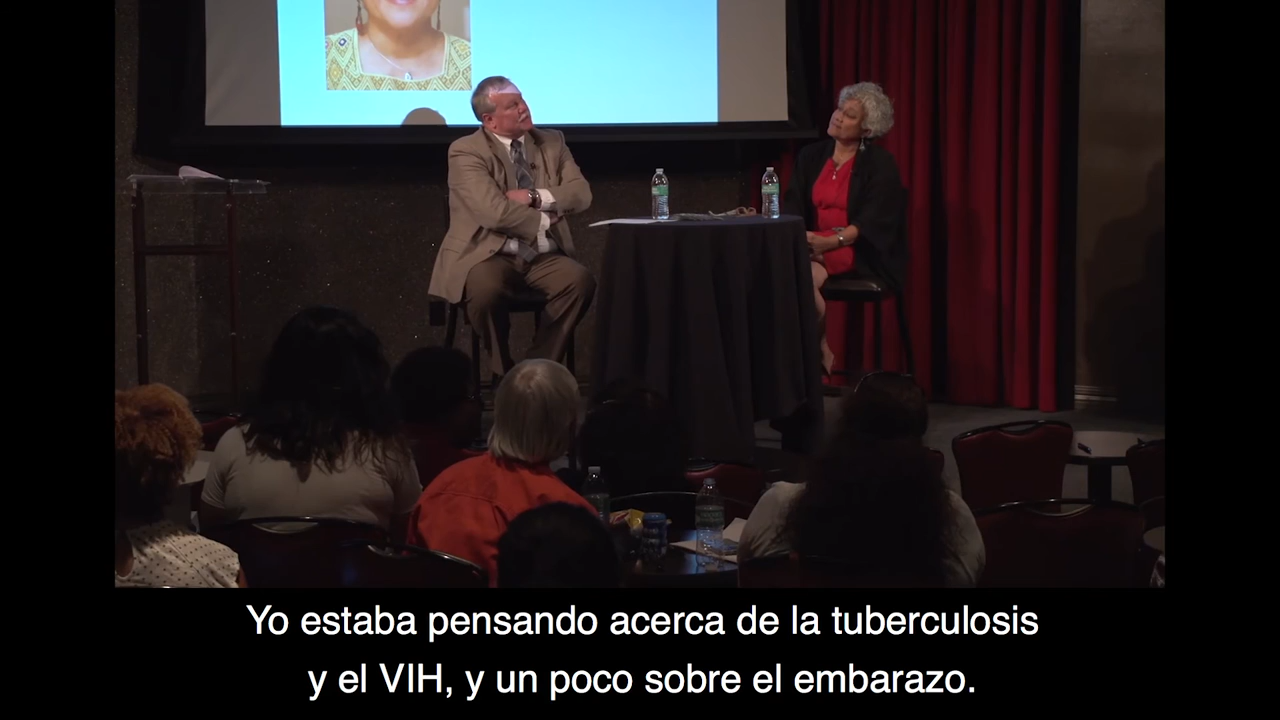 Yo estaba pensando acerca de la tuberculosis
y el VIH, y un poco sobre el embarazo.